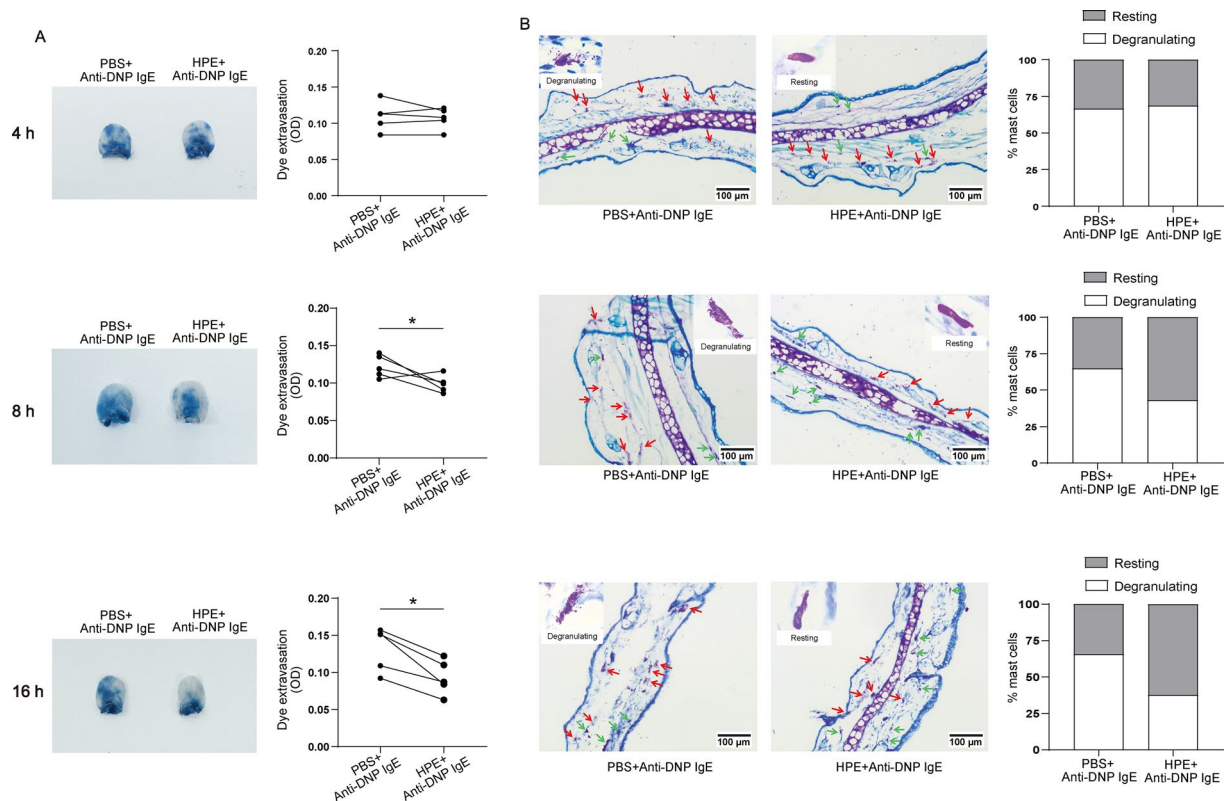 A
B
PBS+
Anti-DNP IgE
HPE+
Anti-DNP IgE
4 h
0.20
0.15
0.10
0.05
0.00
Dye extravasation
(OD)
PBS+
Anti-DNP IgE
HPE+
Anti-DNP IgE
Degranulating
100 µm
PBS+Anti-DNP IgE
Resting
100 µm
HPE+Anti-DNP IgE
Resting
Degranulating
100
75
50
25
0
% mast cells
PBS+
Anti-DNP IgE
HPE+
Anti-DNP IgE
PBS+
Anti-DNP IgE
HPE+
Anti-DNP IgE
8 h
0.20
0.15
0.10
0.05
0.00
Dye extravasation
(OD)
*
PBS+
Anti-DNP IgE
HPE+
Anti-DNP IgE
Degranulating
100 µm
PBS+Anti-DNP IgE
Resting
100 µm
HPE+Anti-DNP IgE
Resting
Degranulating
100
75
50
25
0
% mast cells
PBS+
Anti-DNP IgE
HPE+
Anti-DNP IgE
PBS+
Anti-DNP IgE
HPE+
Anti-DNP IgE
16 h
0.20
0.15
0.10
0.05
0.00
Dye extravasation
(OD)
*
PBS+
Anti-DNP IgE
HPE+
Anti-DNP IgE
Degranulating
100 µm
PBS+Anti-DNP IgE
Resting
100 µm
HPE+Anti-DNP IgE
Resting
Degranulating
100
75
50
25
0
% mast cells
PBS+
Anti-DNP IgE
HPE+
Anti-DNP IgE